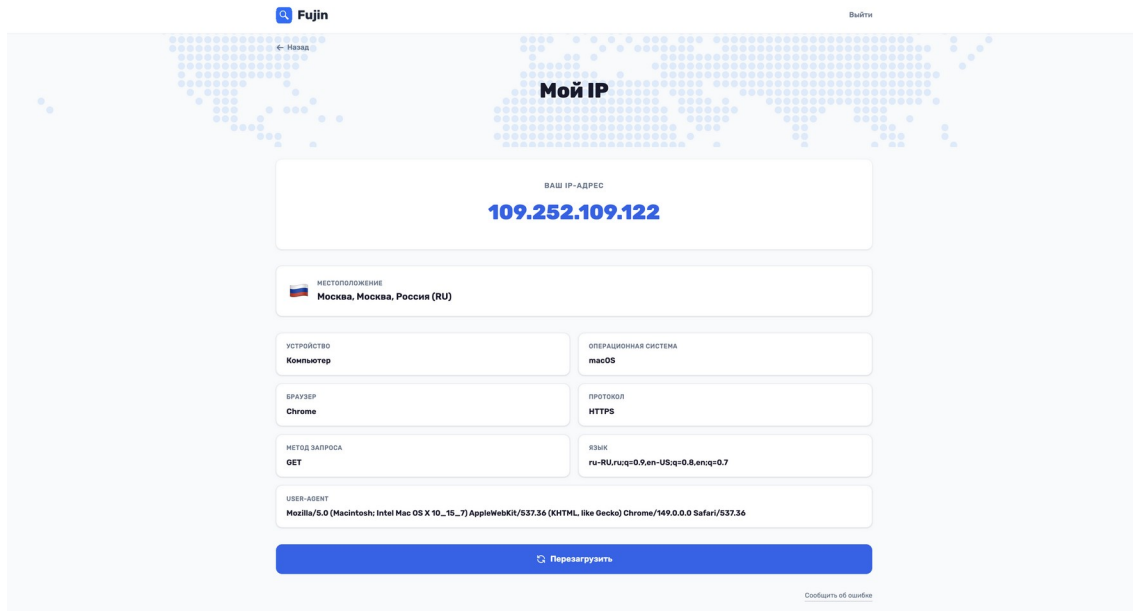 Fujin
Выйти
← Назад
Мой IP
ВАШ IP-АДРЕС
109.252.109.122
МЕСТОПОЛОЖЕНИЕ
Москва, Москва, Россия (RU)
УСТРОЙСТВО
Компьютер
ОПЕРАЦИОННАЯ СИСТЕМА
macOS
БРАУЗЕР
Chrome
ПРОТОКОЛ
HTTPS
МЕТОД ЗАПРОСА
GET
ЯЗЫК
ru-RU,ru;q=0.9,en-US;q=0.8,en;q=0.7
USER-AGENT
Mozilla/5.0 (Macintosh; Intel Mac OS X 10_15_7) AppleWebKit/537.36 (KHTML, like Gecko) Chrome/149.0.0.0 Safari/537.36
Перезагрузить
Сообщить об ошибке